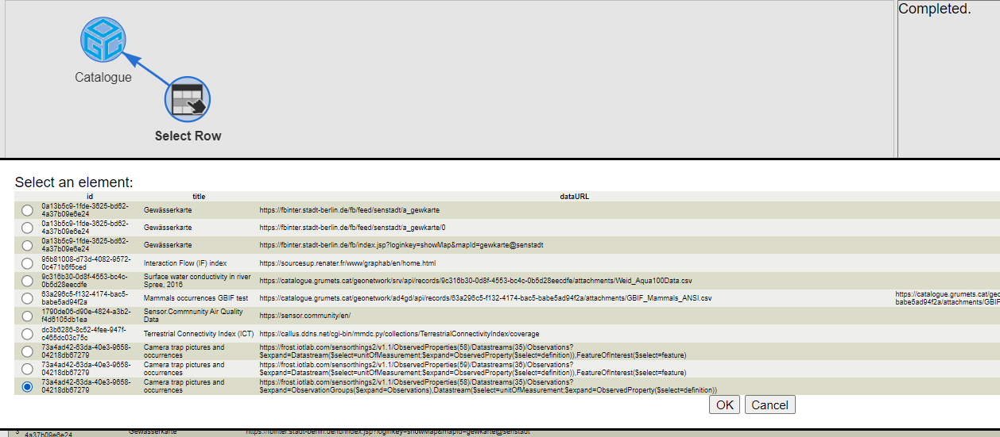 Completed.
OGC
Catalogue
Select Row
Select an element:
id title dataURL
0a13b5c9-1fde-3625-bd62-
4a37b09e6e24
Gewässerkarte
https://fbinter.stadt-berlin.de/fb/feed/senstadt/a_gewkarte
0a13b5c9-1fde-3625-bd62-
4a37b09e6e24
Gewässerkarte
https://fbinter.stadt-berlin.de/fb/feed/senstadt/a_gewkarte/0
0a13b5c9-1fde-3625-bd62-
4a37b09e6e24
Gewässerkarte
https://fbinter.stadt-berlin.de/fb/index.jsp?loginkey=showMap&mapId=gewkarte@senstadt
95b81008-d73d-4082-9572-
0c471b6f5ced
Interaction Flow (IF) index
https://sourcesup.renater.fr/www/graphab/en/home.html
9c316b30-0d8f-4553-bc4c-
0b5d28eecdfe
Surface water conductivity in river
Spree, 2016
https://catalogue.grumets.cat/geonetwork/srv/api/records/9c316b30-0d8f-4553-bc4c-0b5d28eecdfe/attachments/Weid_Aqua100Data.csv
63a296c5-f132-4174-bac5-
babe5ad94f2a
Mammals occurrences GBIF test
https://catalogue.grumets.cat/geonetwork/ad4gd/api/records/63a296c5-f132-4174-bac5-babe5ad94f2a/attachments/GBIF_Mammals_ANSI.csv
https://catalogue.grumets.cat/geo
babe5ad94f2a/attachments/GBIF
1790de06-d90e-4824-a3b2-
f4d6105db1ea
Sensor.Commnunity Air Quality
Data
https://sensor.community/en/
dc3b6286-8c52-4fee-947f-
c465dc03c75c
Terrestrial Connectivity Index (ICT)
https://callus.ddns.net/cgi-bin/mmdc.py/collections/TerrestrialConnectivityIndex/coverage
73a4ad42-63da-40e3-9658-
04218db67279
Camera trap pictures and
occurrences
https://frost.iotlab.com/sensorthings2/v1.1/ObservedProperties(58)/Datastreams(35)/Observations?
$expand=Datastream($select=unitOfMeasurement;$expand=ObservedProperty($select=definition)),FeatureOfInterest($select=feature)
73a4ad42-63da-40e3-9658-
04218db67279
Camera trap pictures and
occurrences
https://frost.iotlab.com/sensorthings2/v1.1/ObservedProperties(59)/Datastreams(36)/Observations?
$expand=Datastream($select=unitOfMeasurement;$expand=ObservedProperty($select=definition)),FeatureOfInterest($select=feature)
73a4ad42-63da-40e3-9658-
04218db67279
Camera trap pictures and
occurrences
https://frost.iotlab.com/sensorthings2/v1.1/ObservedProperties(58)/Datastreams(35)/Observations?
$expand=ObservationGroups($expand=Observations),Datastream($select=unitOfMeasurement;$expand=ObservedProperty($select=definition))
OK Cancel
3 4a37b09e6e24 Gewässerkarte https://fbinter.stadt-berlin.de/fb/index.jsp?loginkey=showMap&mapId=gewkarte@senstadt